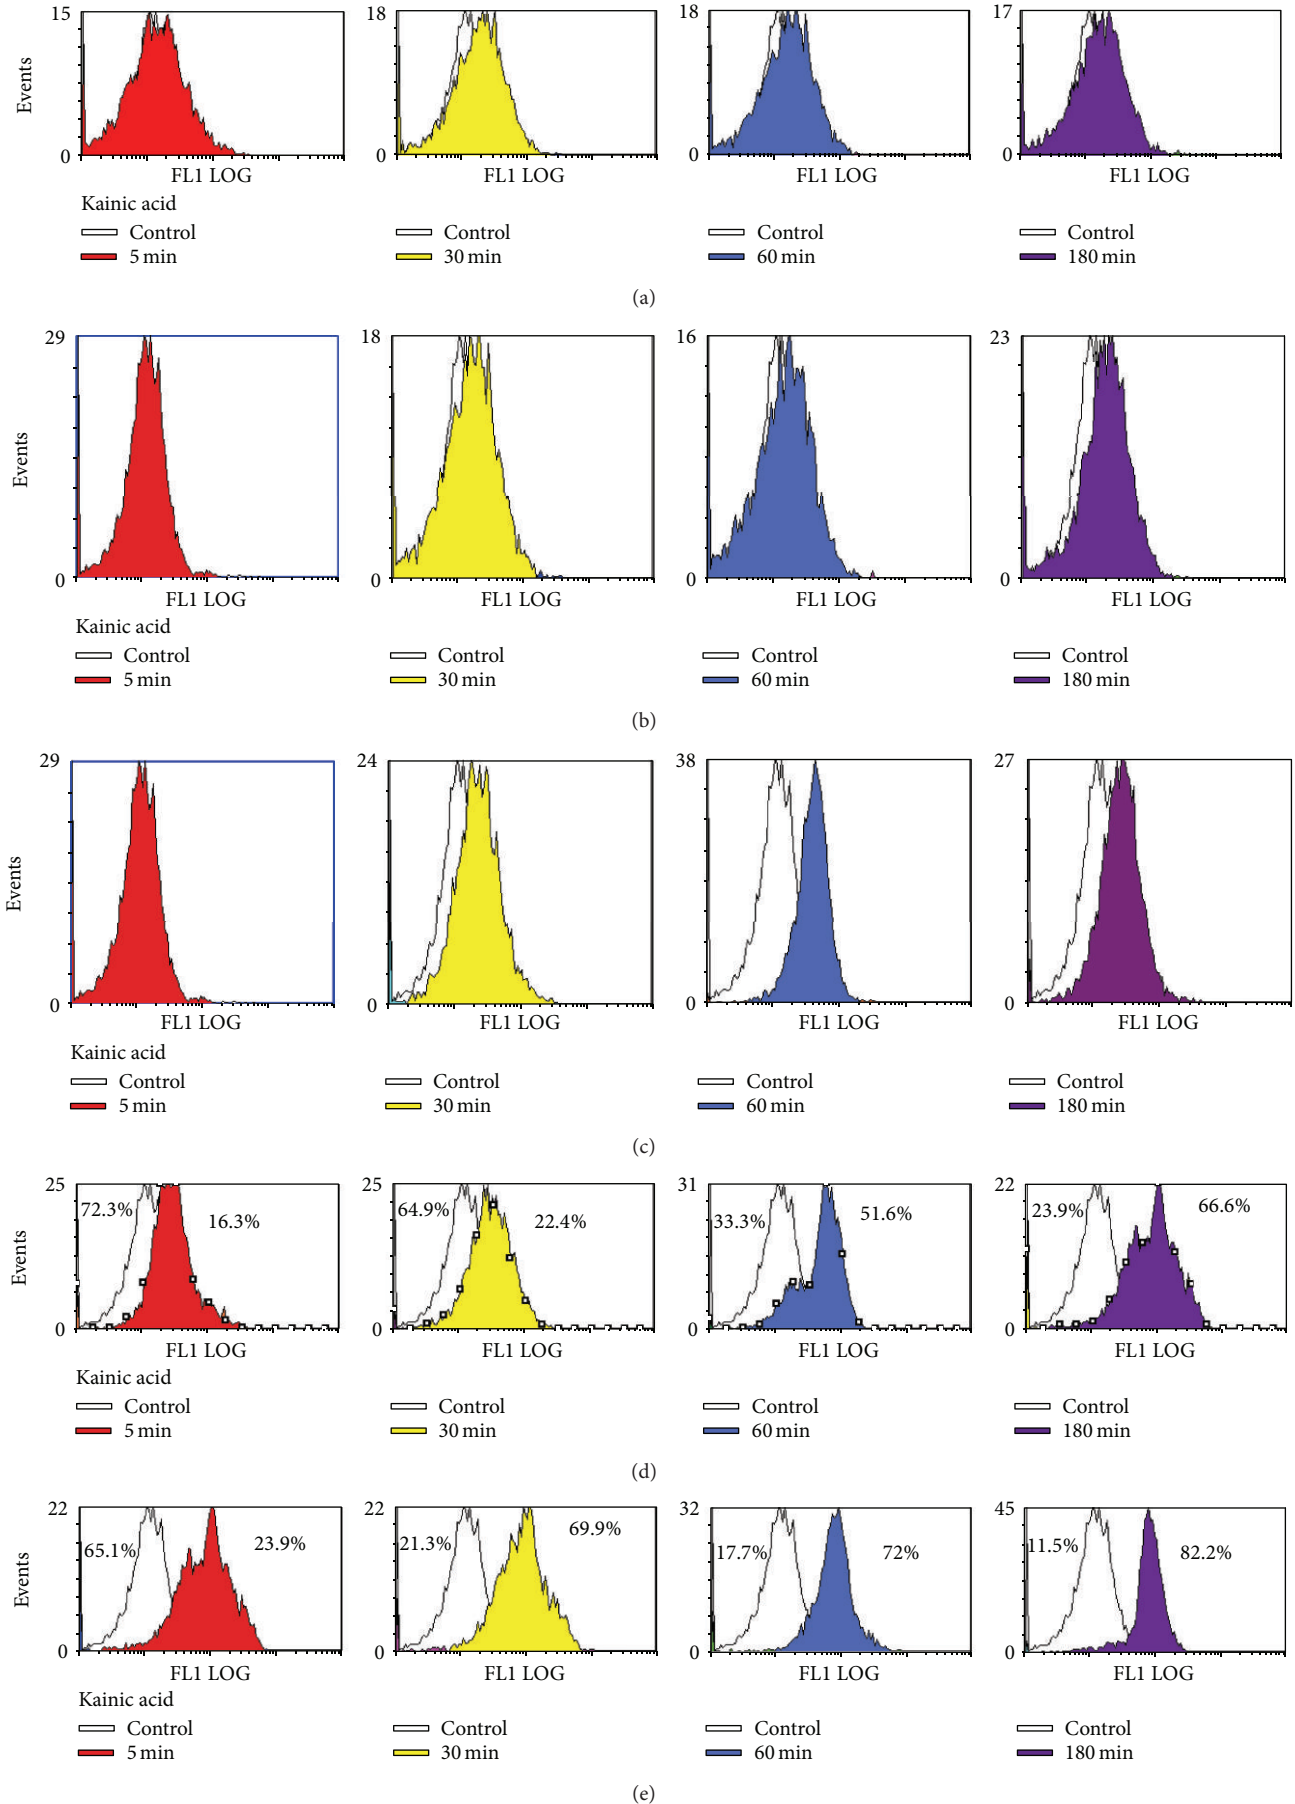 15 18 18 17
Events
0 0 0 0
FL1 LOG FL1 LOG FL1 LOG FL1 LOG
Kainic acid
Control Control Control Control
5 min 30 min 60 min 180 min
(a)
29 18 16 23
Events
0 0 0 0
FL1 LOG FL1 LOG FL1 LOG FL1 LOG
Kainic acid
Control Control Control Control
5 min 30 min 60 min 180 min
(b)
29 24 38 27
Events
0 0 0 0
FL1 LOG FL1 LOG FL1 LOG FL1 LOG
Kainic acid
Control Control Control Control
5 min 30 min 60 min 180 min
(c)
25 25 31 22
72.3% 16.3% 64.9% 22.4% 33.3% 51.6% 23.9% 66.6%
Events
0 0 0 0
FL1 LOG FL1 LOG FL1 LOG FL1 LOG
Kainic acid
Control Control Control Control
5 min 30 min 60 min 180 min
(d)
22 22 32 45
65.1% 23.9% 21.3% 69.9% 17.7% 72% 11.5% 82.2%
Events
0 0 0 0
FL1 LOG FL1 LOG FL1 LOG FL1 LOG
Kainic acid
Control Control Control Control
5 min 30 min 60 min 180 min
(e)